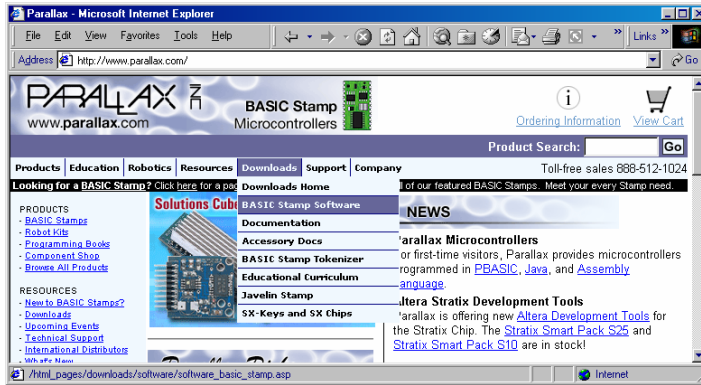 Parallax - Microsoft Internet Explorer
File Edit View Favorites Tools Help
Links »
Address http://www.parallax.com/ Go
PARALLAX
www.parallax.com
BASIC Stamp
Microcontrollers
i
Ordering Information View Cart
Product Search: Go
Products Education Robotics Resources Downloads Support Company Toll-free sales 888-512-1024
Looking for a BASIC Stamp? Click here for a l of our featured BASIC Stamps. Meet your every Stamp need.
Downloads Home
BASIC Stamp Software
Documentation
Accessory Docs
BASIC Stamp Tokenizer
Educational Curriculum
Javelin Stamp
SX-Keys and SX Chips
PRODUCTS
- BASIC Stamps
- Robot Kits
- Programming Books
- Component Shop
- Browse All Products
RESOURCES
- New to BASIC Stamps?
- Downloads
- Upcoming Events
- Technical Support
- International Distributors
- What's New
Solutions Cub
NEWS
Parallax Microcontrollers
or first-time visitors, Parallax provides microcontrollers
rogrammed in PBASIC, Java, and Assembly
anguage.
Altera Stratix Development Tools
Parallax is offering new Altera Development Tools for
the Stratix Chip. The Stratix Smart Pack S25 and
Stratix Smart Pack S10 are in stock!
/html_pages/downloads/software/software_basic_stamp.asp Internet